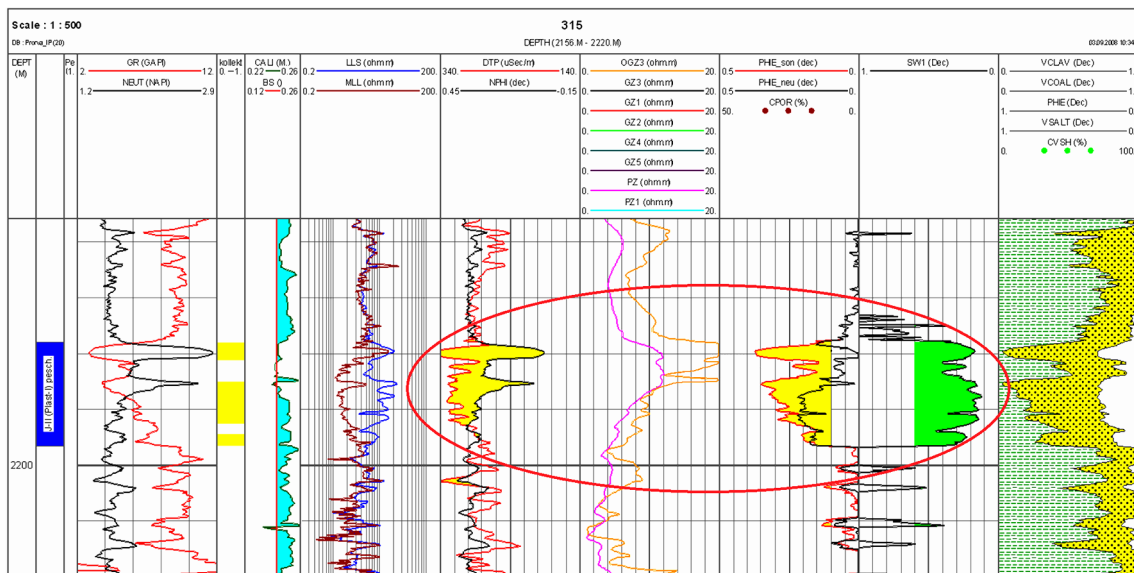 Scale : 1 : 500
315
DB : Prorva_IP(20)
DEPTH (2156.M - 2220.M)
03.09.2008 10:34
DEPT
(M)
Pe
(1.
GR (GAPI)
2. 12.
NEUT (NAPI)
1.2 2.9
kollekt
0. -1.
CALI (M.)
0.22 0.26
BS ()
0.12 0.26
LLS (ohmm)
0.2 200.
MLL (ohmm)
0.2 200.
DTP (uSec/m)
340. 140.
NPHI (dec)
0.45 -0.15
OGZ3 (ohmm)
0. 20.
GZ3 (ohmm)
0. 20.
GZ1 (ohmm)
0. 20.
GZ2 (ohmm)
0. 20.
GZ4 (ohmm)
0. 20.
GZ5 (ohmm)
0. 20.
PZ (ohmm)
0. 20.
PZ1 (ohmm)
0. 20.
PHE_son (dec)
0.5 0.
PHE_neu (dec)
0.5 0.
CPOR (%)
50. 0.
SW1 (Dec)
1. 0.
VCLAV (Dec)
0. 1.
VCOAL (Dec)
0. 1.
PHIE (Dec)
1. 0.
VSALT (Dec)
1. 0.
CVSH (%)
0. 100.
J-II (Plast-I) pesch.
2200